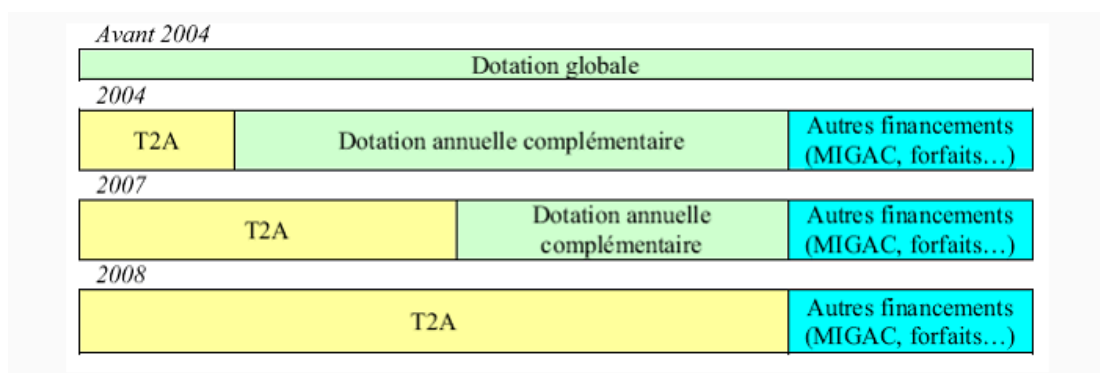 Avant 2004
Dotation globale
2004
T2A
Dotation annuelle complémentaire
Autres financements
(MIGAC, forfaits…)
2007
T2A
Dotation annuelle
complémentaire
Autres financements
(MIGAC, forfaits…)
2008
T2A
Autres financements
(MIGAC, forfaits…)